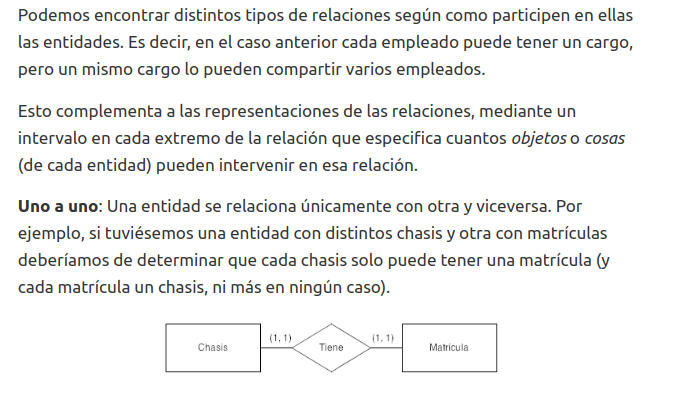 Podemos encontrar distintos tipos de relaciones según como participen en ellas
las entidades. Es decir, en el caso anterior cada empleado puede tener un cargo,
pero un mismo cargo lo pueden compartir varios empleados.
Esto complementa a las representaciones de las relaciones, mediante un
intervalo en cada extremo de la relación que especifica cuantos objetos o cosas
(de cada entidad) pueden intervenir en esa relación.
Uno a uno: Una entidad se relaciona únicamente con otra y viceversa. Por
ejemplo, si tuviésemos una entidad con distintos chasis y otra con matrículas
deberíamos de determinar que cada chasis solo puede tener una matrícula (y
cada matrícula un chasis, ni más en ningún caso).
Chasis (1, 1) Tiene (1, 1) Matrícula